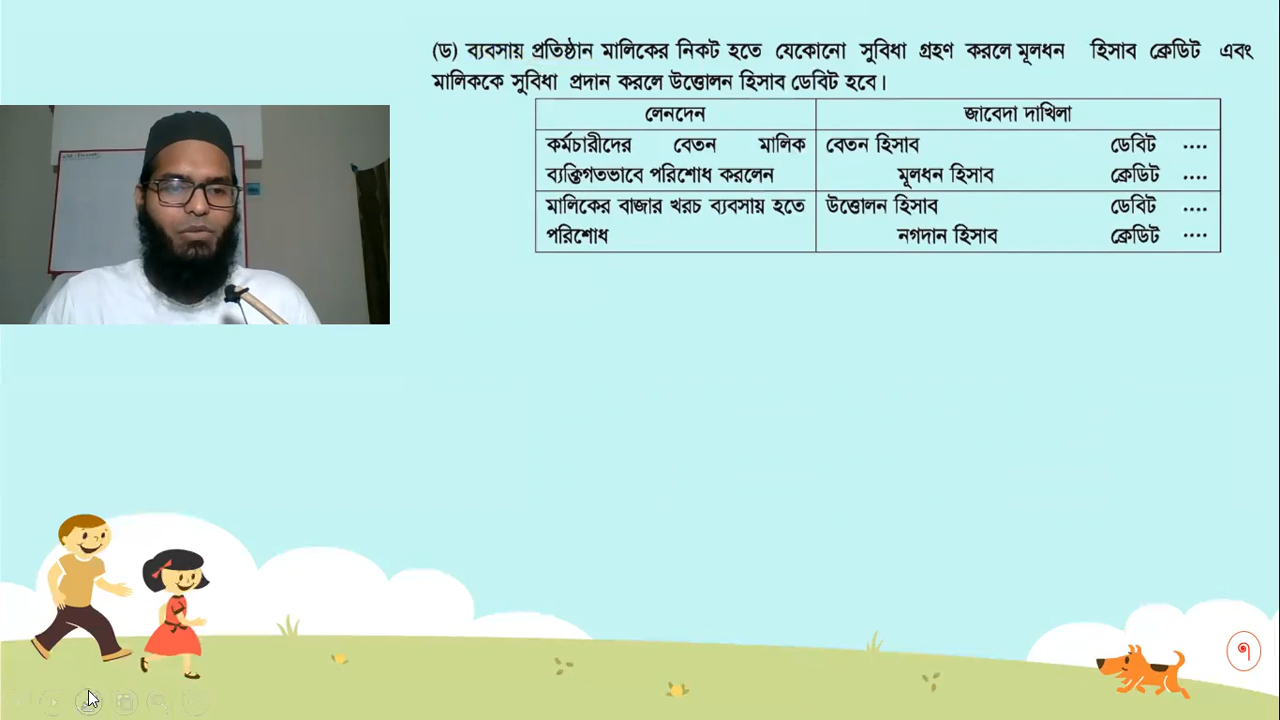 (ড) ব্যবসায় প্রতিষ্ঠান মালিকের নিকট হতে যেকোনো সুবিধা গ্রহণ করলে মূলধন হিসাব ক্রেডিট এবং
মালিককে সুবিধা প্রদান করলে উত্তোলন হিসাব ডেবিট হবে।
লেনদেন জাবেদা দাখিলা
কর্মচারীদের বেতন মালিক বেতন হিসাব ডেবিট ....
ব্যক্তিগতভাবে পরিশোধ করলেন মূলধন হিসাব ক্রেডিট ....
মালিকের বাজার খরচ ব্যবসায় হতে উত্তোলন হিসাব ডেবিট ....
পরিশোধ নগদান হিসাব ক্রেডিট ....
৭